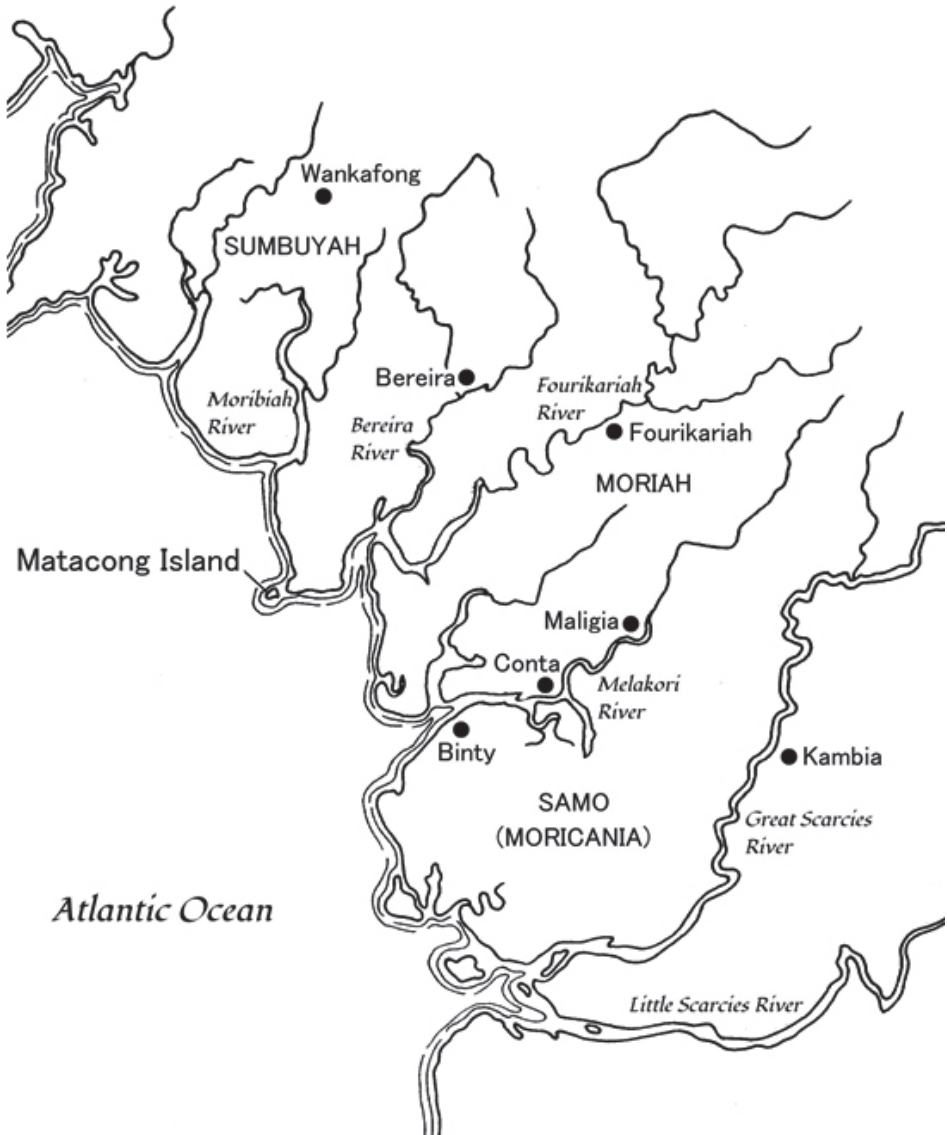 Wankafong
SUMBUYAH
Bereira
Moribiah
River
Bereira
River
Fourikariah
River
Fourikariah
MORIAH
Matacong Island
Maligia
Conta
Melakori
River
Binty
Kambia
SAMO
(MORICANIA)
Great Scarcies
River
Atlantic Ocean
Little Scarcies River